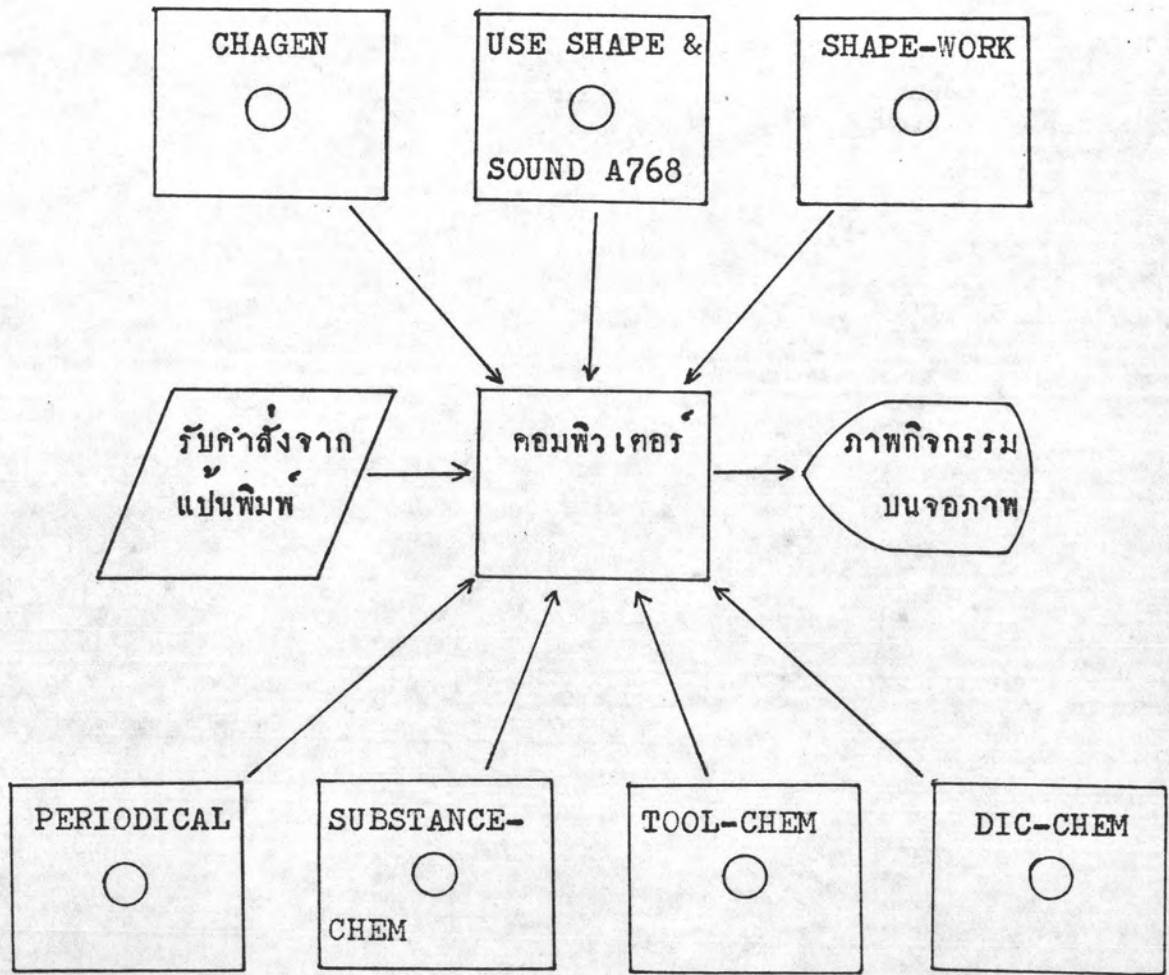 CHAGEN
USE SHAPE &
SOUND A768
SHAPE-WORK
รับคำสั่งจาก
แป้นพิมพ์
คอมพิวเตอร์
ภาพกิจกรรม
บนจอภาพ
PERIODICAL
SUBSTANCE-
CHEM
TOOL-CHEM
DIC-CHEM